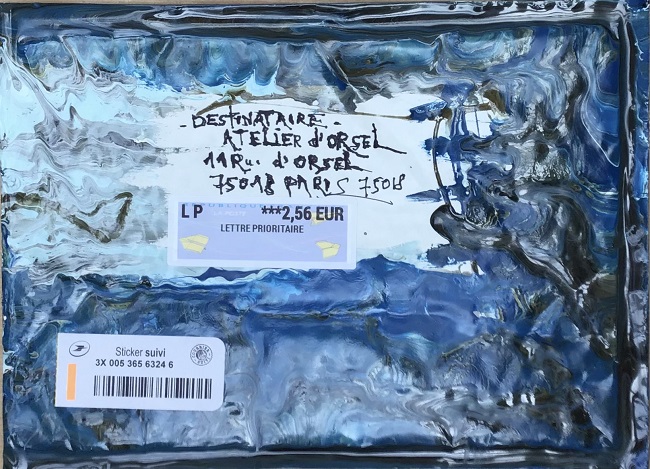 - DESTINATAIRE -
ATELIER d'ORSEL
11 Rue d'ORSEL
75018 PARIS 75018
LP ***2,56 EUR
LETTRE PRIORITAIRE
Sticker suivi
3X 005 365 6324 6